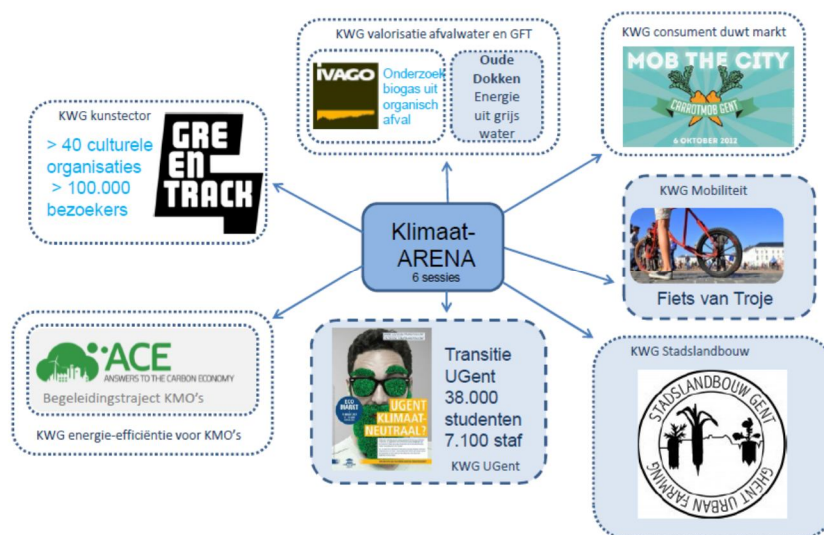 KWG valorisatie afvalwater en GFT
IVAGO
Onderzoek
biogas uit
organisch
afval
Oude
Dokken
Energie
uit grijs
water
KWG consument duwt markt
MOB THE CITY
CARROTMOB GENT
6 OKTOBER 2012
KWG kunstector
> 40 culturele
organisaties
> 100.000
bezoekers
GRE
EN
TRACK
Klimaat-
ARENA
6 sessies
KWG Mobiliteit
Fiets van Troje
ACE
ANSWERS TO THE CARBON ECONOMY
Begeleidingstraject KMO's
KWG energie-efficiëntie voor KMO's
ECO
MARKT
UGENT
KLIMAAT-
NEUTRAAL?
Transitie
UGent
38.000
studenten
7.100 staf
KWG UGent
KWG Stadslandbouw
STADSLANDBOUW GENT
GHENT URBAN FARMING